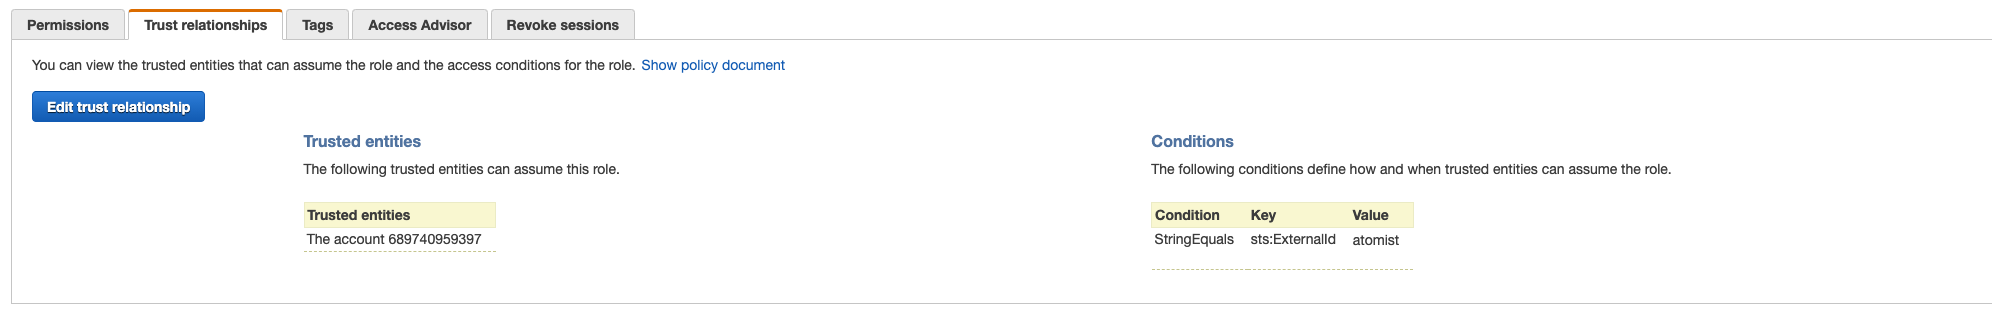 Permissions Trust relationships Tags Access Advisor Revoke sessions
You can view the trusted entities that can assume the role and the access conditions for the role. Show policy document
Edit trust relationship
Trusted entities
The following trusted entities can assume this role.
Trusted entities
The account 689740959397
Conditions
The following conditions define how and when trusted entities can assume the role.
Condition Key Value
StringEquals sts:ExternalId atomist